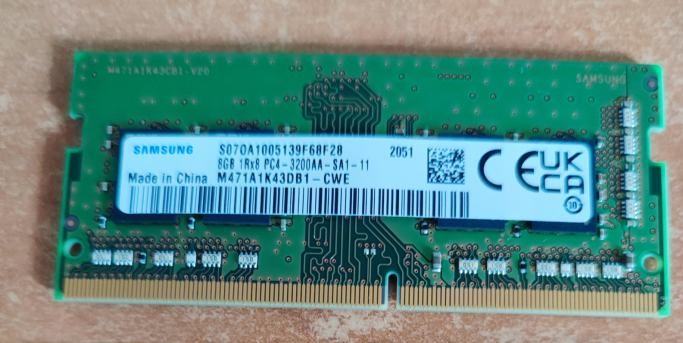 M471A1K43CB1-V20
SAMSUNG
SAMSUNG S070A1005139F68F28 2051
8GB 1Rx8 PC4-3200AA-SA1-11
Made in China M471A1K43DB1-CWE
CE UK CA
10